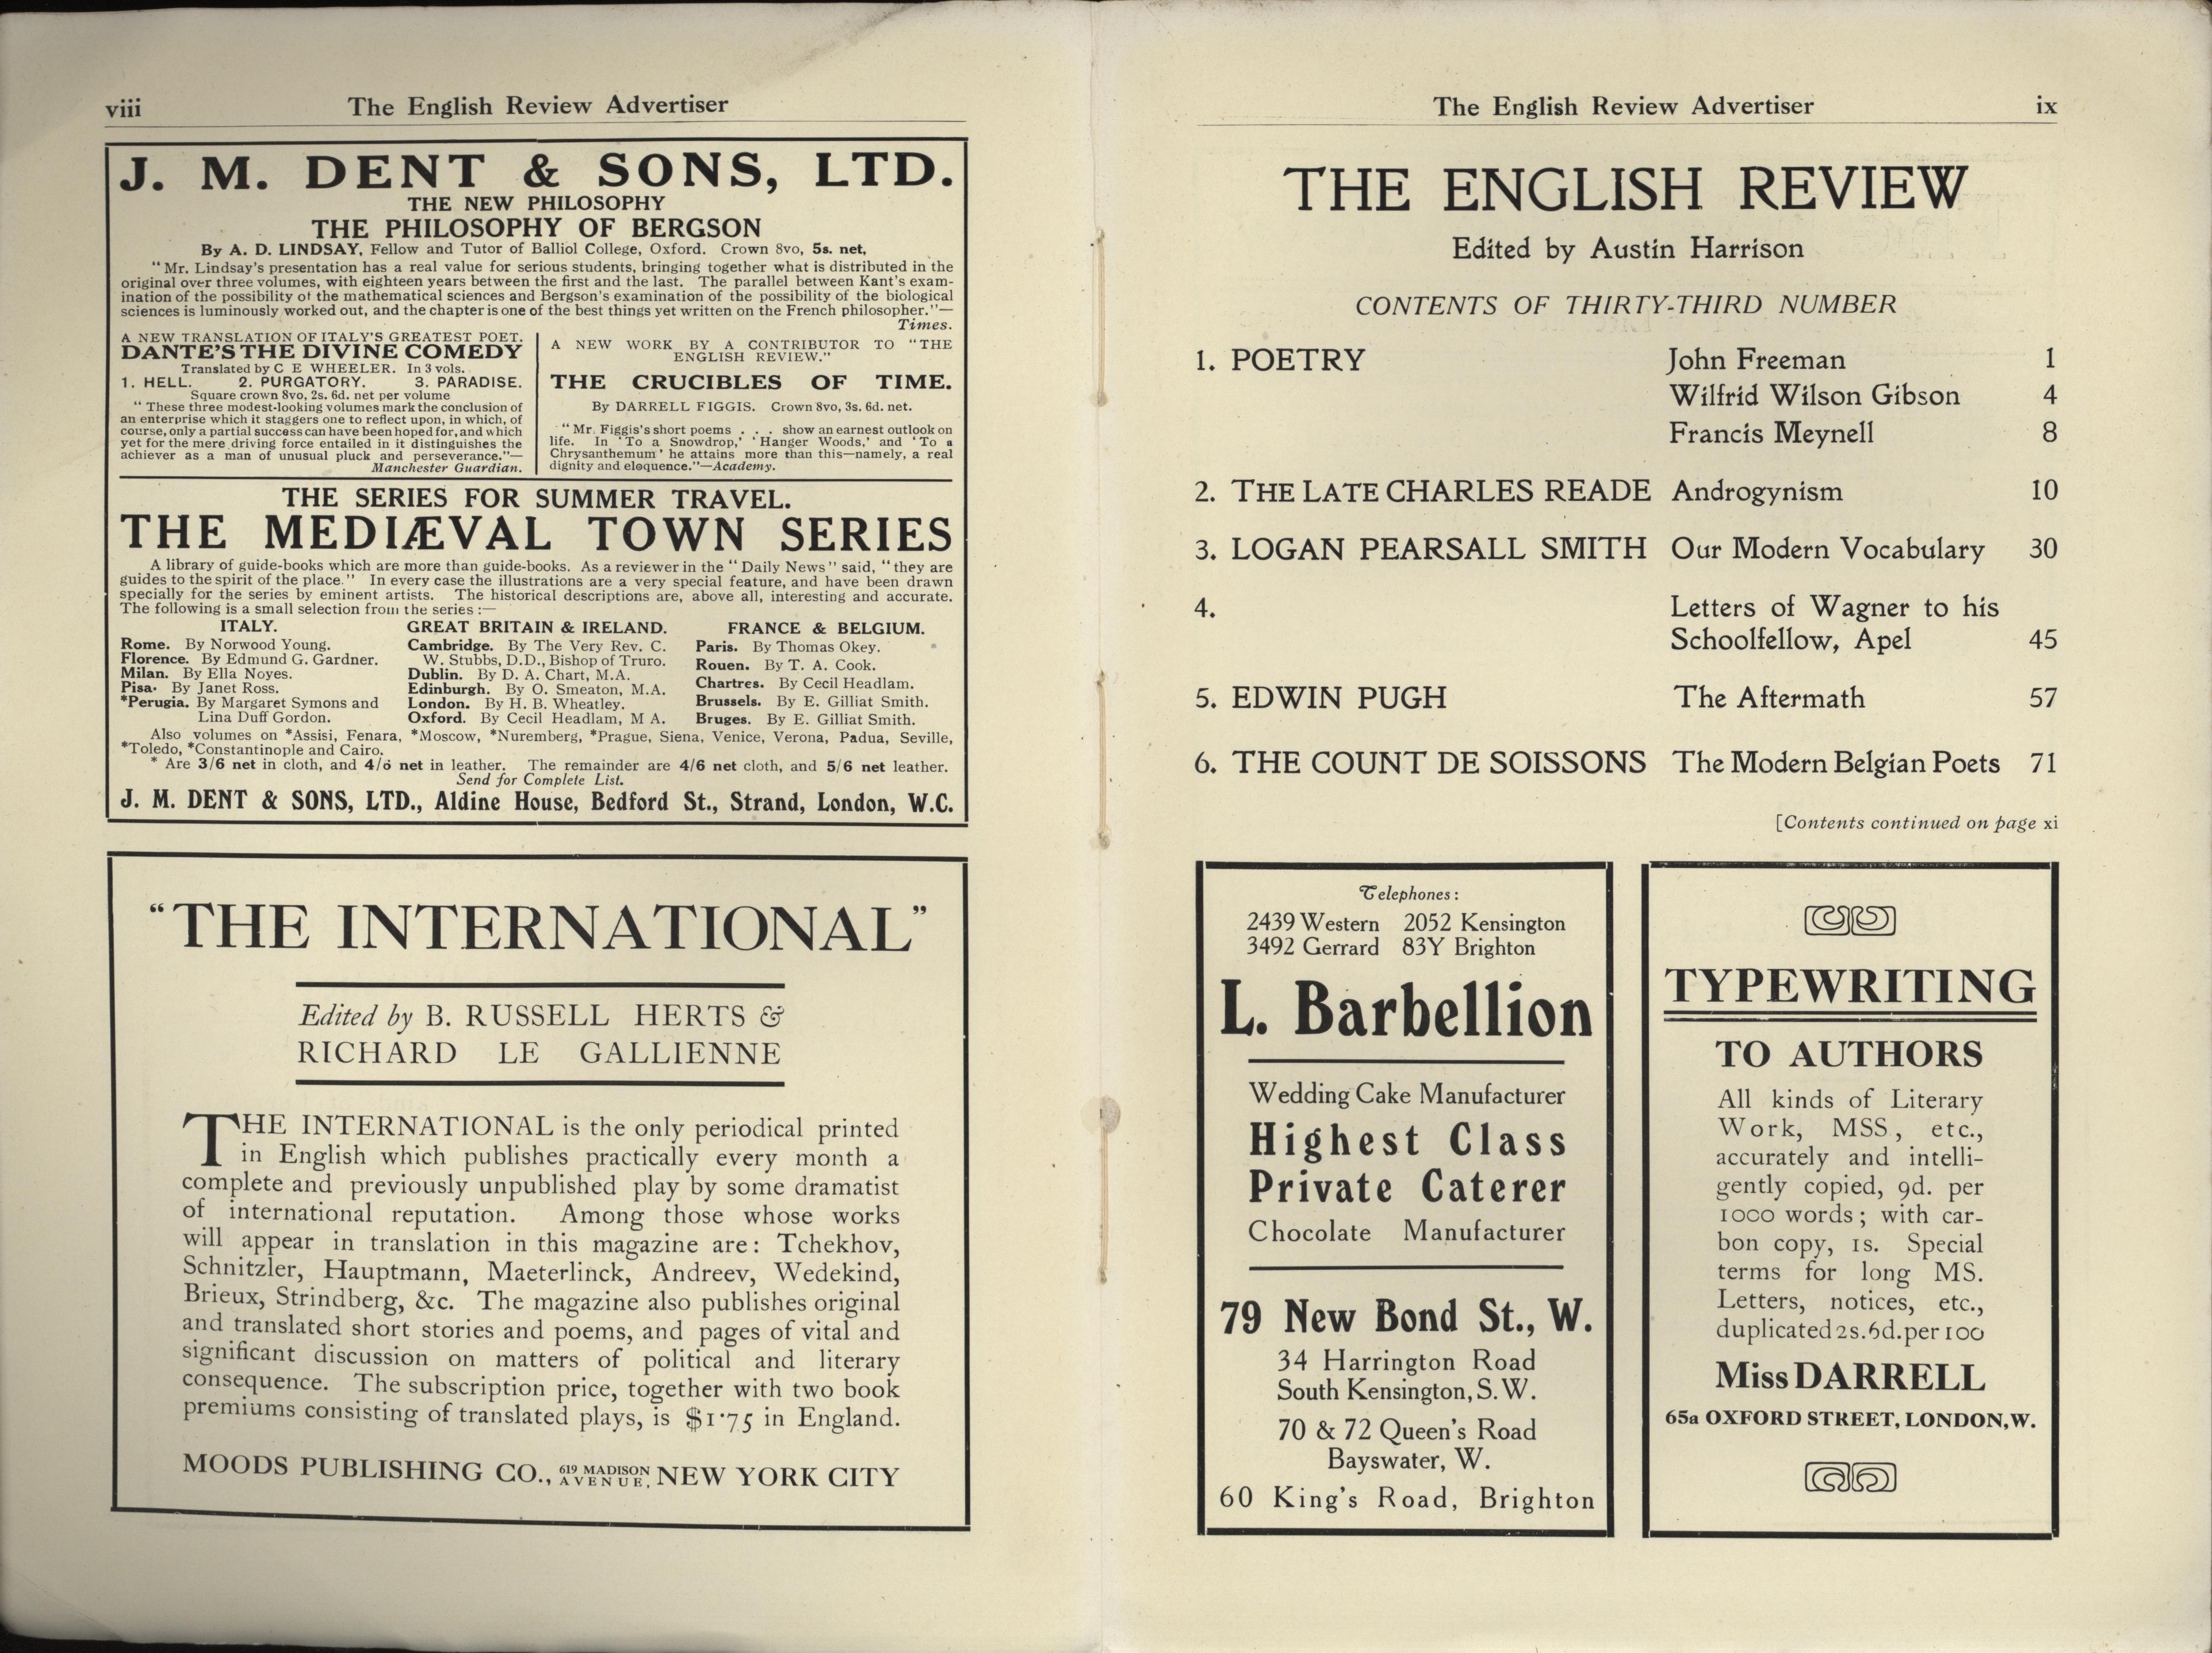 viii The English Review Advertiser
J. M. DENT & SONS, LTD.
THE NEW PHILOSOPHY
THE PHILOSOPHY OF BERGSON
By A. D. LINDSAY, Fellow and Tutor of Balliol College, Oxford. Crown 8vo, 5s. net,
"Mr. Lindsay's presentation has a real value for serious students, bringing together what is distributed in the
original over three volumes, with eighteen years between the first and the last. The parallel between Kant's exam-
ination of the possibility of the mathematical sciences and Bergson's examination of the possibility of the biological
sciences is luminously worked out, and the chapter is one of the best things yet written on the French philosopher."—
Times.
A NEW TRANSLATION OF ITALY'S GREATEST POET.
DANTE'S THE DIVINE COMEDY
Translated by C E WHEELER. In 3 vols.
1. HELL. 2. PURGATORY. 3. PARADISE.
Square crown 8vo, 2s. 6d. net per volume
"These three modest-looking volumes mark the conclusion of
an enterprise which it staggers one to reflect upon, in which, of
course, only a partial success can have been hoped for, and which
yet for the mere driving force entailed in it distinguishes the
achiever as a man of unusual pluck and perseverance."—
Manchester Guardian.
A NEW WORK BY A CONTRIBUTOR TO "THE
ENGLISH REVIEW."
THE CRUCIBLES OF TIME.
By DARRELL FIGGIS. Crown 8vo, 3s. 6d. net.
"Mr. Figgis's short poems . . . show an earnest outlook on
life. In 'To a Snowdrop,' 'Hanger Woods,' and 'To a
Chrysanthemum' he attains more than this—namely, a real
dignity and eloquence."—Academy.
THE SERIES FOR SUMMER TRAVEL.
THE MEDIÆVAL TOWN SERIES
A library of guide-books which are more than guide-books. As a reviewer in the "Daily News" said, "they are
guides to the spirit of the place." In every case the illustrations are a very special feature, and have been drawn
specially for the series by eminent artists. The historical descriptions are, above all, interesting and accurate.
The following is a small selection from the series :—
ITALY.
Rome. By Norwood Young.
Florence. By Edmund G. Gardner.
Milan. By Ella Noyes.
Pisa. By Janet Ross.
*Perugia. By Margaret Symons and
Lina Duff Gordon.
GREAT BRITAIN & IRELAND.
Cambridge. By The Very Rev. C.
W. Stubbs, D.D., Bishop of Truro.
Dublin. By D. A. Chart, M.A.
Edinburgh. By O. Smeaton, M.A.
London. By H. B. Wheatley.
Oxford. By Cecil Headlam, M A.
FRANCE & BELGIUM.
Paris. By Thomas Okey.
Rouen. By T. A. Cook.
Chartres. By Cecil Headlam.
Brussels. By E. Gilliat Smith.
Bruges. By E. Gilliat Smith.
Also volumes on *Assisi, Fenara, *Moscow, *Nuremberg, *Prague, Siena, Venice, Verona, Padua, Seville,
*Toledo, *Constantinople and Cairo.
* Are 3/6 net in cloth, and 4/6 net in leather. The remainder are 4/6 net cloth, and 5/6 net leather.
Send for Complete List.
J. M. DENT & SONS, LTD., Aldine House, Bedford St., Strand, London, W.C.
"THE INTERNATIONAL"
Edited by B. RUSSELL HERTS &
RICHARD LE GALLIENNE
THE INTERNATIONAL is the only periodical printed
in English which publishes practically every month a
complete and previously unpublished play by some dramatist
of international reputation. Among those whose works
will appear in translation in this magazine are: Tchekhov,
Schnitzler, Hauptmann, Maeterlinck, Andreev, Wedekind,
Brieux, Strindberg, &c. The magazine also publishes original
and translated short stories and poems, and pages of vital and
significant discussion on matters of political and literary
consequence. The subscription price, together with two book
premiums consisting of translated plays, is $1·75 in England.
MOODS PUBLISHING CO., 619 MADISON AVENUE, NEW YORK CITY
The English Review Advertiser ix
THE ENGLISH REVIEW
Edited by Austin Harrison
CONTENTS OF THIRTY-THIRD NUMBER
1. POETRY John Freeman 1
Wilfrid Wilson Gibson 4
Francis Meynell 8
2. THE LATE CHARLES READE Androgynism 10
3. LOGAN PEARSALL SMITH Our Modern Vocabulary 30
4. Letters of Wagner to his
Schoolfellow, Apel 45
5. EDWIN PUGH The Aftermath 57
6. THE COUNT DE SOISSONS The Modern Belgian Poets 71
[Contents continued on page xi
Telephones:
2439 Western 2052 Kensington
3492 Gerrard 83Y Brighton
L. Barbellion
Wedding Cake Manufacturer
Highest Class
Private Caterer
Chocolate Manufacturer
79 New Bond St., W.
34 Harrington Road
South Kensington, S.W.
70 & 72 Queen's Road
Bayswater, W.
60 King's Road, Brighton
TYPEWRITING
TO AUTHORS
All kinds of Literary
Work, MSS, etc.,
accurately and intelli-
gently copied, 9d. per
1000 words; with car-
bon copy, 1s. Special
terms for long MS.
Letters, notices, etc.,
duplicated 2s. 6d. per 100
Miss DARRELL
65a OXFORD STREET, LONDON, W.